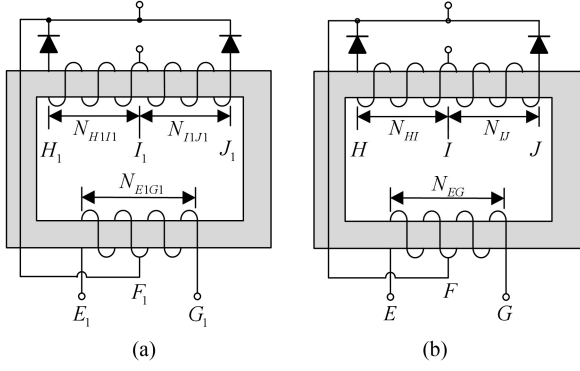 N_{H1I1} N_{I1J1}
H_1 I_1 J_1
N_{E1G1}
F_1
E_1 G_1
(a)
N_{HI} N_{IJ}
H I J
N_{EG}
F
E G
(b)